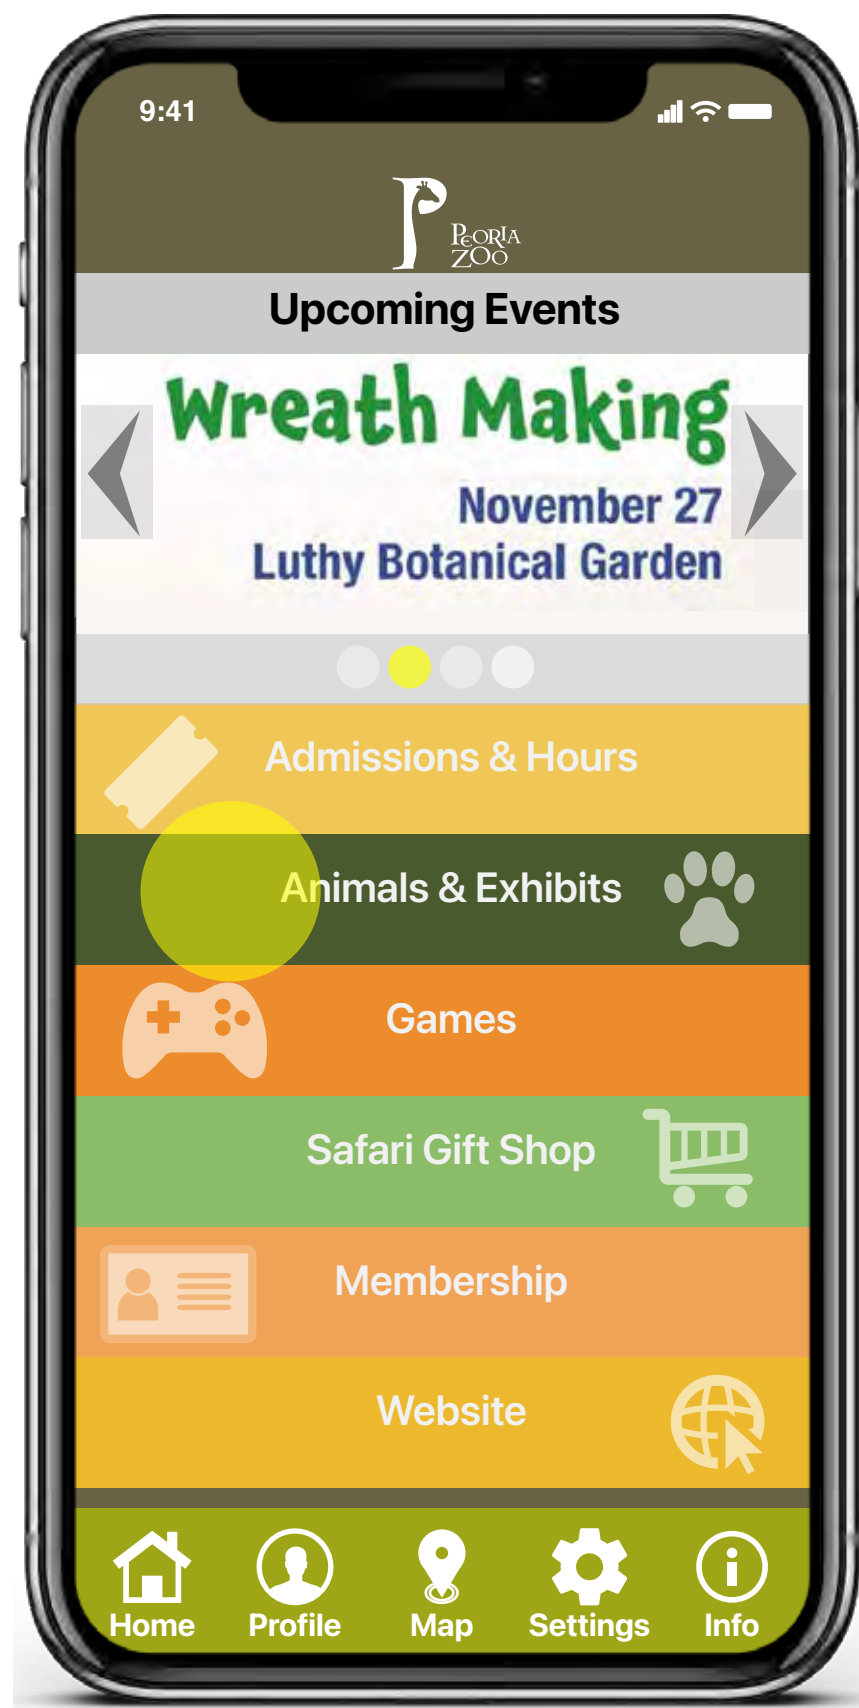 9:41
PEORIA
ZOO
Upcoming Events
Wreath Making
November 27
Luthy Botanical Garden
Admissions & Hours
Animals & Exhibits
Games
Safari Gift Shop
Membership
Website
Home Profile Map Settings Info